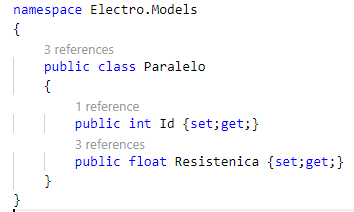 namespace Electro.Models
{
3 references
public class Paralelo
{
1 reference
public int Id {set;get;}
3 references
public float Resistenica {set;get;}
}
}